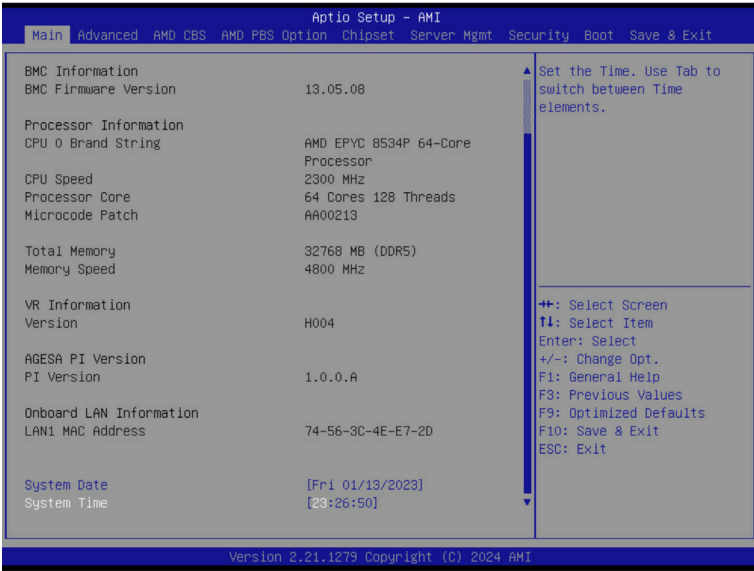 Aptio Setup – AMI
Main Advanced AMD CBS AMD PBS Option Chipset Server Mgmt Security Boot Save & Exit
BMC Information
BMC Firmware Version 13.05.08
Processor Information
CPU 0 Brand String AMD EPYC 8534P 64-Core
Processor
CPU Speed 2300 MHz
Processor Core 64 Cores 128 Threads
Microcode Patch AA00213
Total Memory 32768 MB (DDR5)
Memory Speed 4800 MHz
VR Information
Version H004
AGESA PI Version
PI Version 1.0.0.A
Onboard LAN Information
LAN1 MAC Address 74-56-3C-4E-E7-2D
System Date [Fri 01/13/2023]
System Time [23:26:50]
Set the Time. Use Tab to
switch between Time
elements.
→←: Select Screen
↑↓: Select Item
Enter: Select
+/-: Change Opt.
F1: General Help
F3: Previous Values
F9: Optimized Defaults
F10: Save & Exit
ESC: Exit
Version 2.21.1279 Copyright (C) 2024 AMI